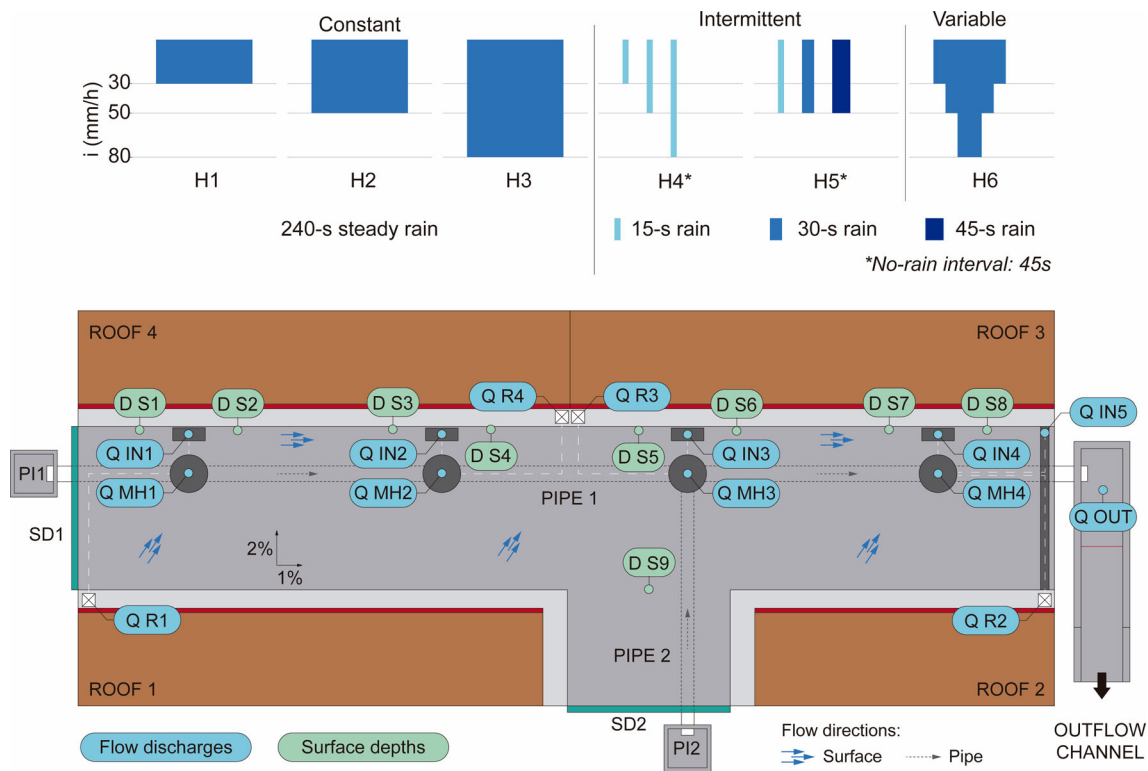 Constant
Intermittent
Variable
i (mm/h)
30
50
80
H1
H2
H3
H4*
H5*
H6
240-s steady rain
15-s rain
30-s rain
45-s rain
*No-rain interval: 45s
ROOF 4
ROOF 3
Q R4
Q R3
D S1
D S2
D S3
D S6
D S7
D S8
Q IN5
Q IN1
Q IN2
D S4
D S5
Q IN3
Q IN4
PI1
Q MH1
Q MH2
PIPE 1
Q MH3
Q MH4
Q OUT
SD1
2%
1%
D S9
Q R1
Q R2
PIPE 2
ROOF 1
ROOF 2
SD2
PI2
Flow discharges
Surface depths
Flow directions:
Surface
Pipe
OUTFLOW
CHANNEL